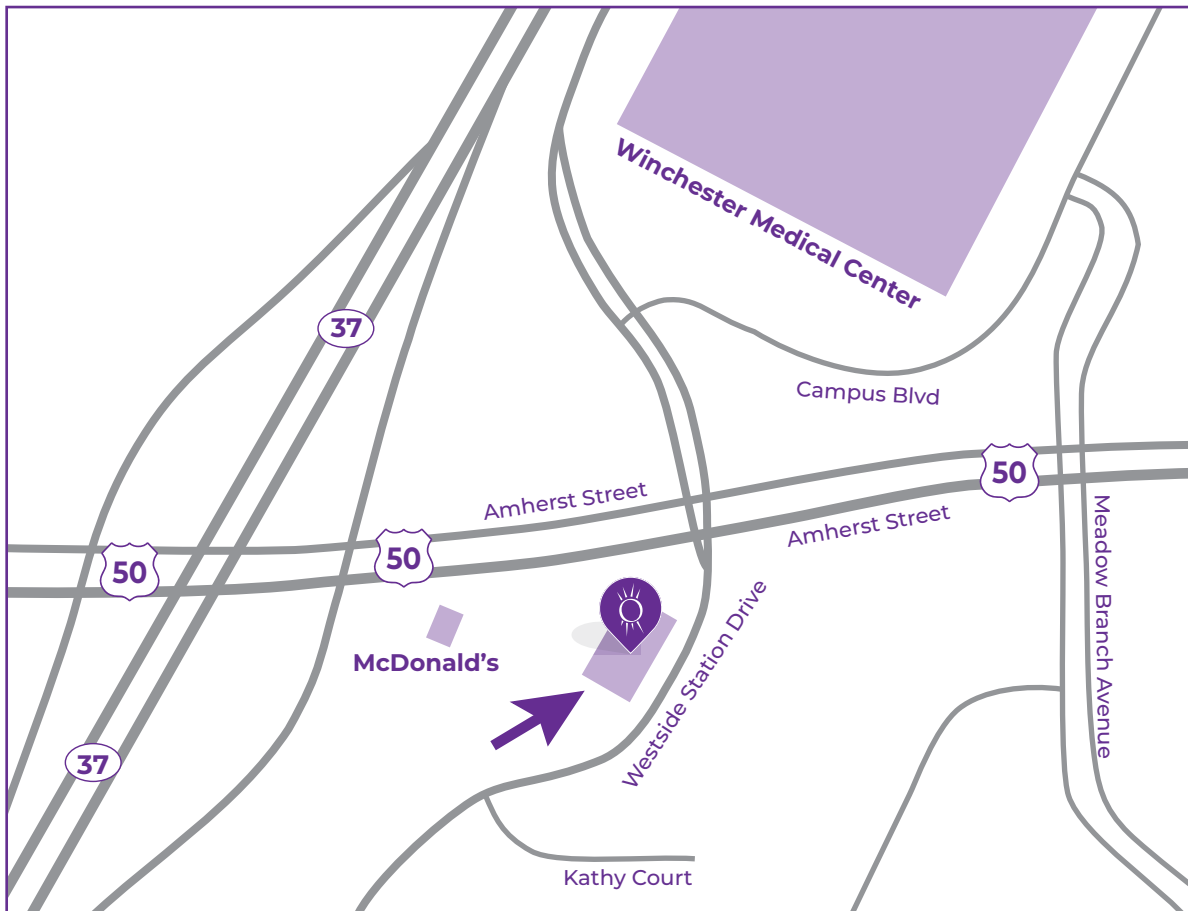 Winchester Medical Center
37
Campus Blvd
50
Amherst Street
Amherst Street
50
50
Meadow Branch Avenue
Westside Station Drive
McDonald's
37
Kathy Court